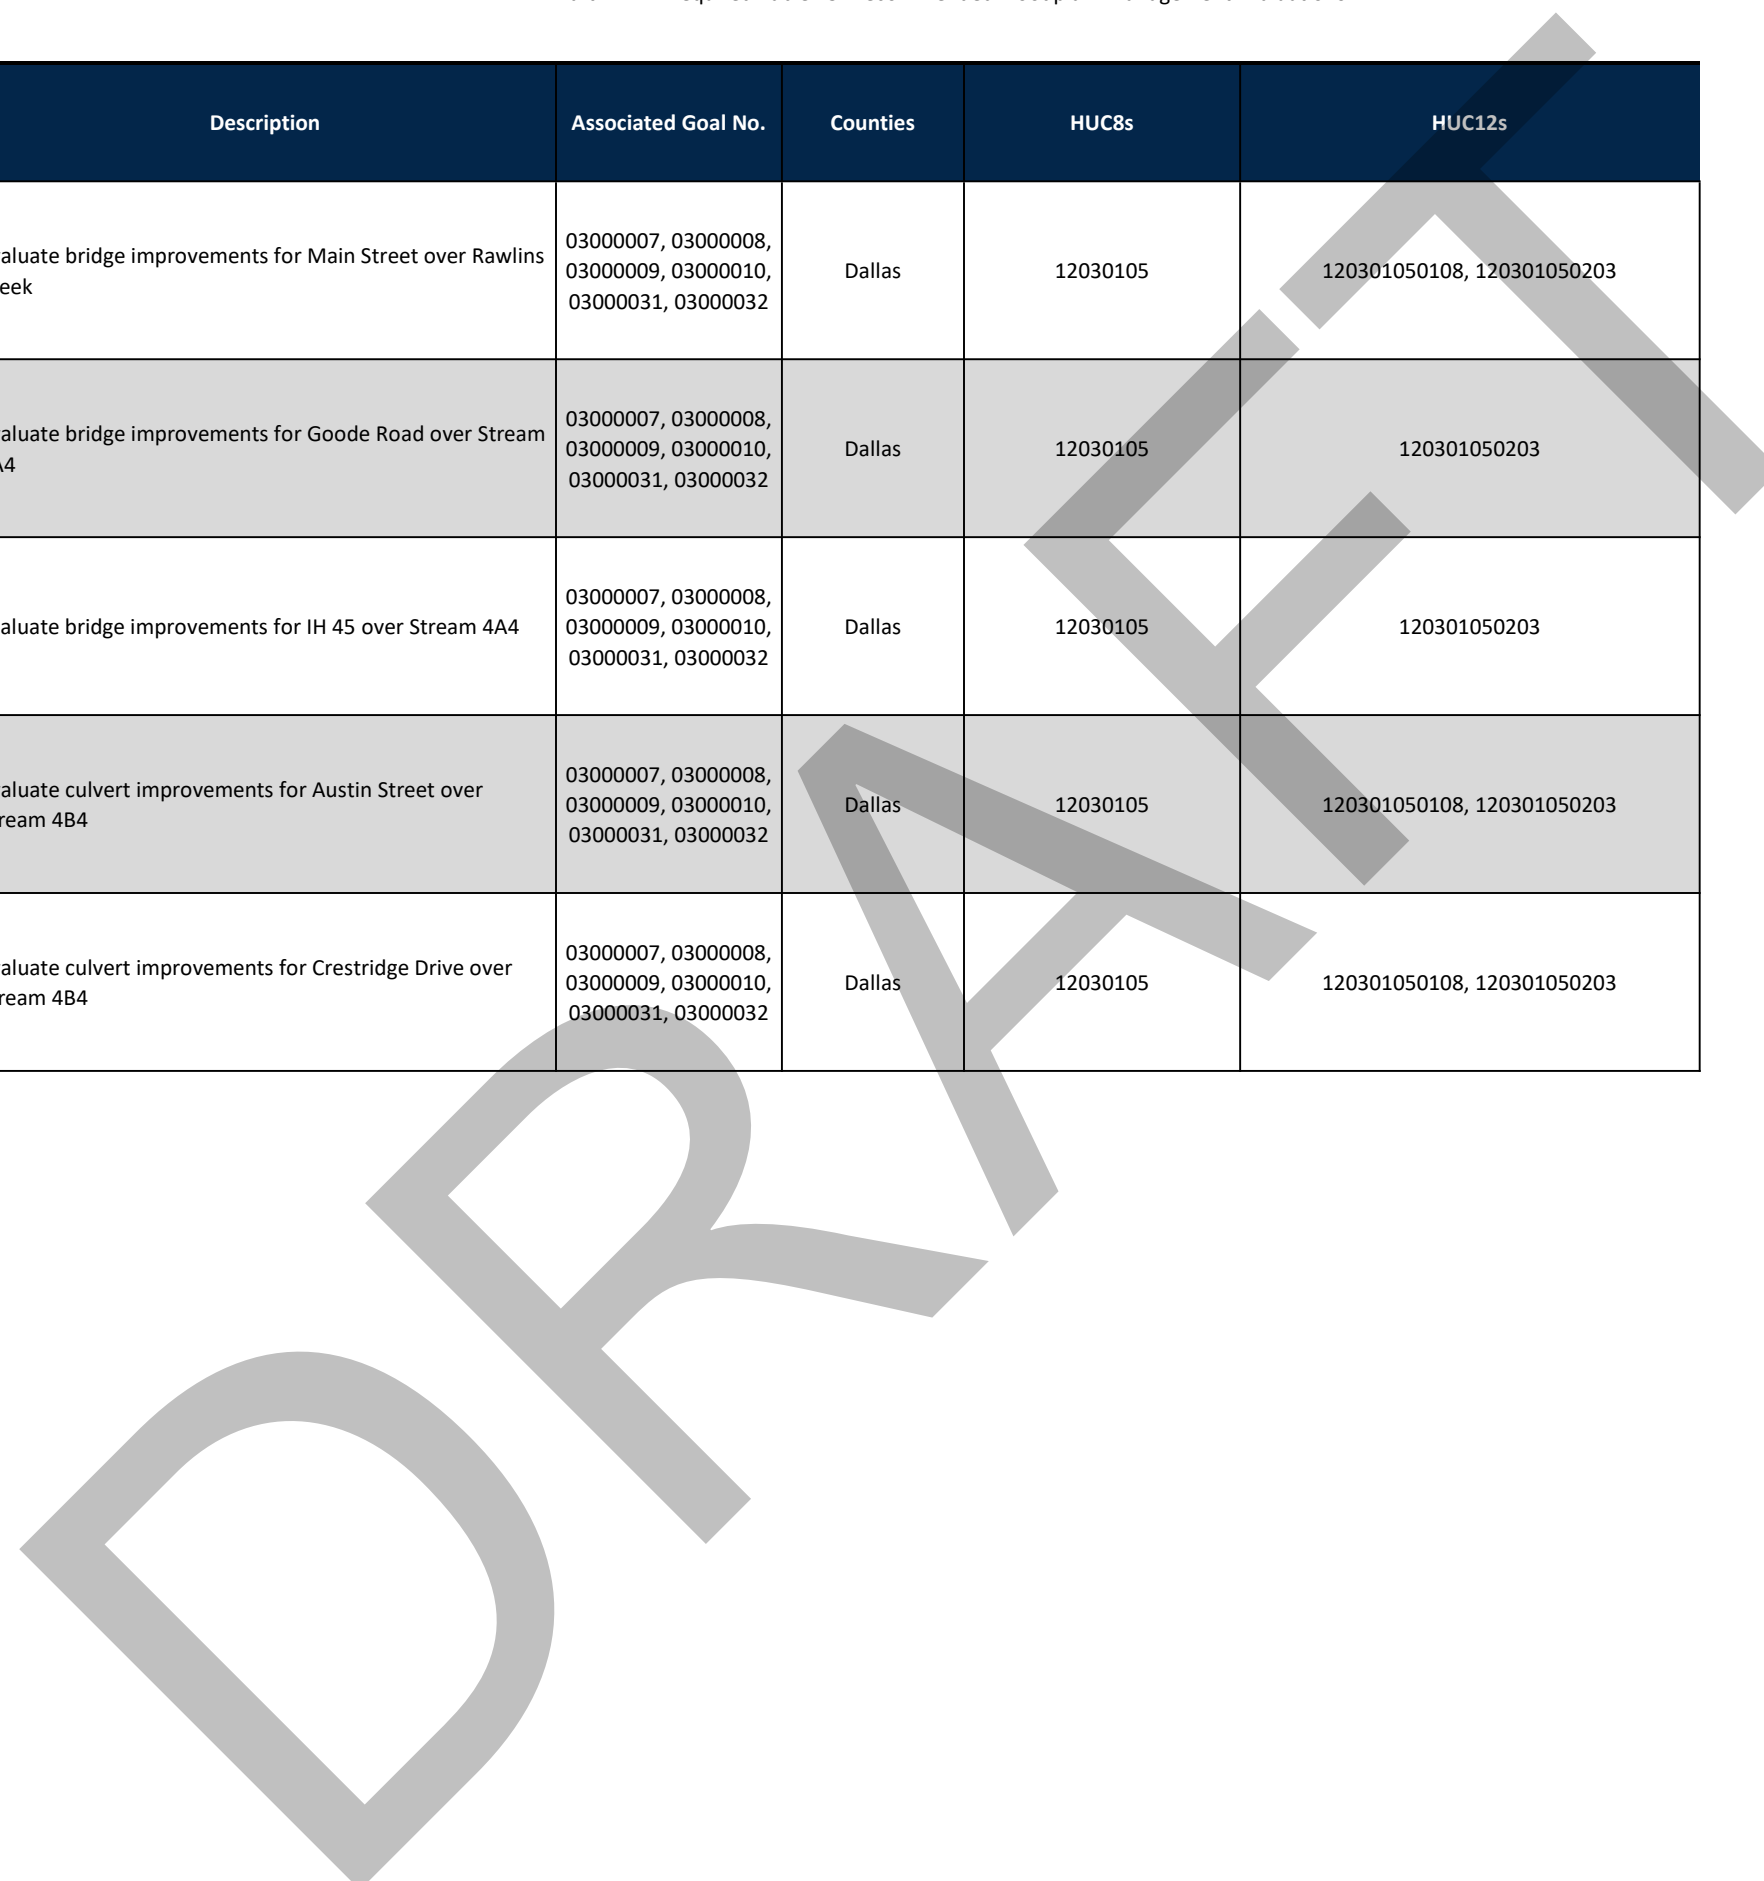 Description Associated Goal No. Counties HUC8s HUC12s
aluate bridge improvements for Main Street over Rawlins
eek
03000007, 03000008,
03000009, 03000010,
03000031, 03000032
Dallas 12030105 120301050108, 120301050203
aluate bridge improvements for Goode Road over Stream
A4
03000007, 03000008,
03000009, 03000010,
03000031, 03000032
Dallas 12030105 120301050203
aluate bridge improvements for IH 45 over Stream 4A4
03000007, 03000008,
03000009, 03000010,
03000031, 03000032
Dallas 12030105 120301050203
aluate culvert improvements for Austin Street over
ream 4B4
03000007, 03000008,
03000009, 03000010,
03000031, 03000032
Dallas 12030105 120301050108, 120301050203
aluate culvert improvements for Crestridge Drive over
ream 4B4
03000007, 03000008,
03000009, 03000010,
03000031, 03000032
Dallas 12030105 120301050108, 120301050203
DRAFT